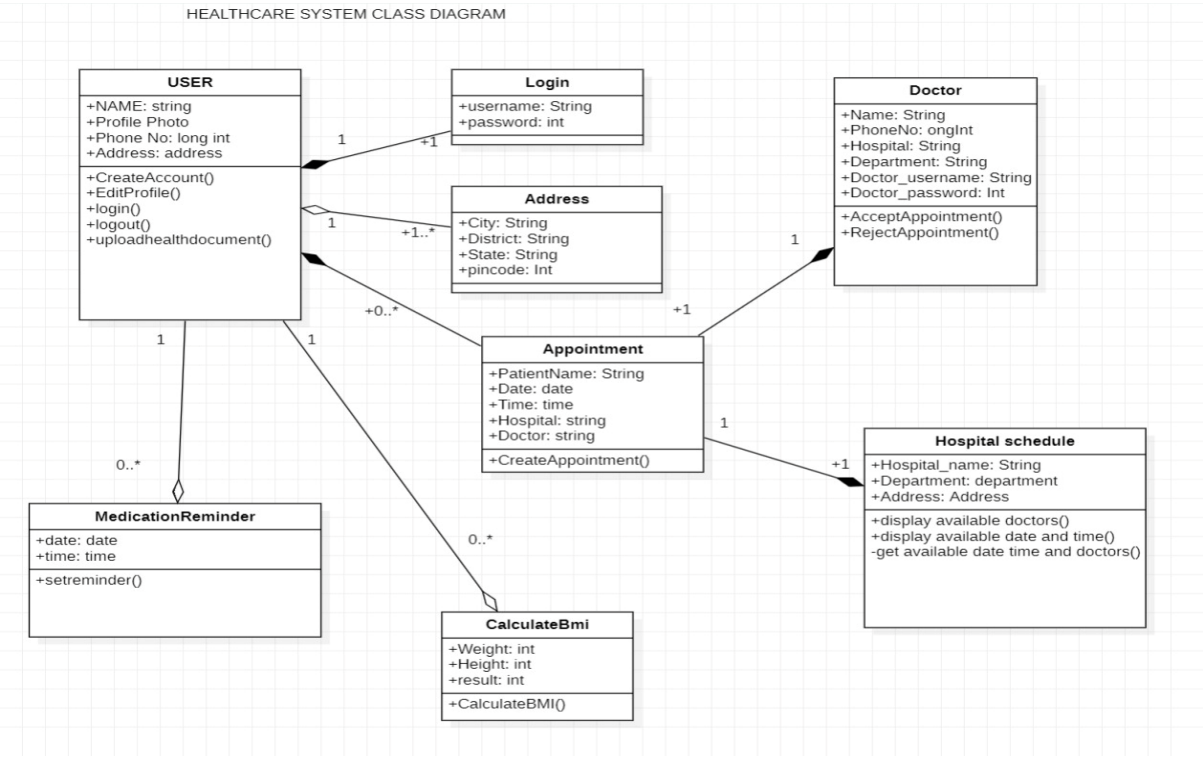 HEALTHCARE SYSTEM CLASS DIAGRAM
USER
+NAME: string
+Profile Photo
+Phone No: long int
+Address: address
+CreateAccount()
+EditProfile()
+login()
+logout()
+uploadhealthdocument()
1
+1
Login
+username: String
+password: int
1
+1..*
Address
+City: String
+District: String
+State: String
+pincode: Int
Doctor
+Name: String
+PhoneNo: ongInt
+Hospital: String
+Department: String
+Doctor_username: String
+Doctor_password: Int
+AcceptAppointment()
+RejectAppointment()
1
+1
+0..*
1
1
Appointment
+PatientName: String
+Date: date
+Time: time
+Hospital: string
+Doctor: string
+CreateAppointment()
1
+1
Hospital schedule
+Hospital_name: String
+Department: department
+Address: Address
+display available doctors()
+display available date and time()
-get available date time and doctors()
0..*
MedicationReminder
+date: date
+time: time
+setreminder()
0..*
CalculateBmi
+Weight: int
+Height: int
+result: int
+CalculateBMI()